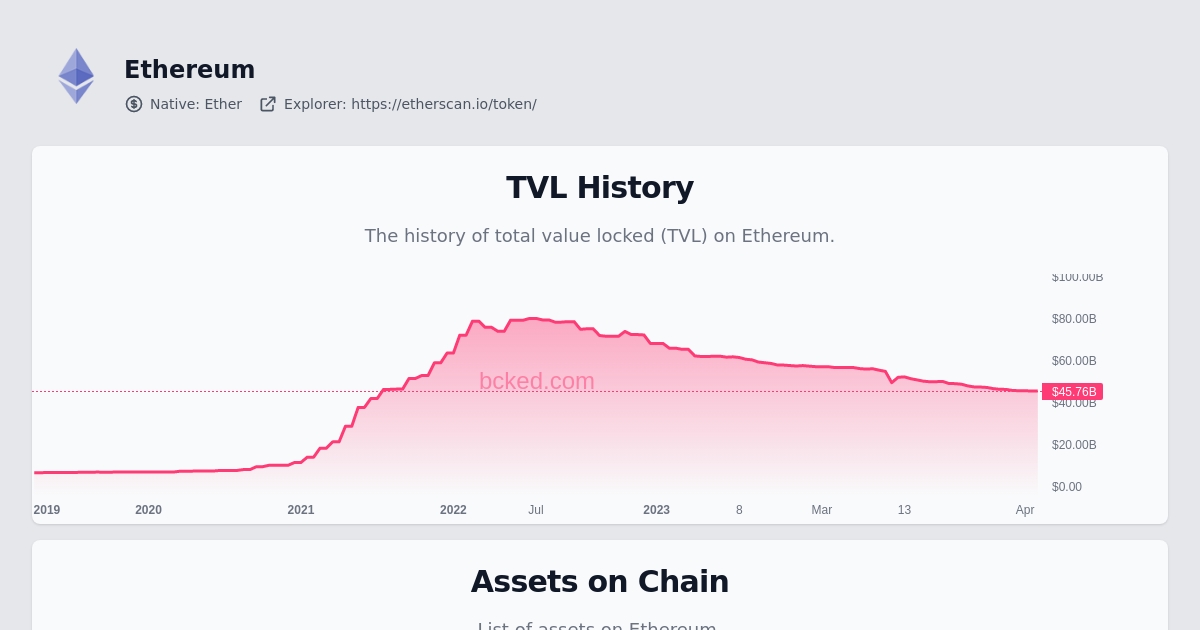 Ethereum
Native: Ether Explorer: https://etherscan.io/token/
TVL History
The history of total value locked (TVL) on Ethereum.
$100.00B
$80.00B
$60.00B
bcked.com
$45.76B
$40.00B
$20.00B
$0.00
2019 2020 2021 2022 Jul 2023 8 Mar 13 Apr
Assets on Chain
List of assets on Ethereum